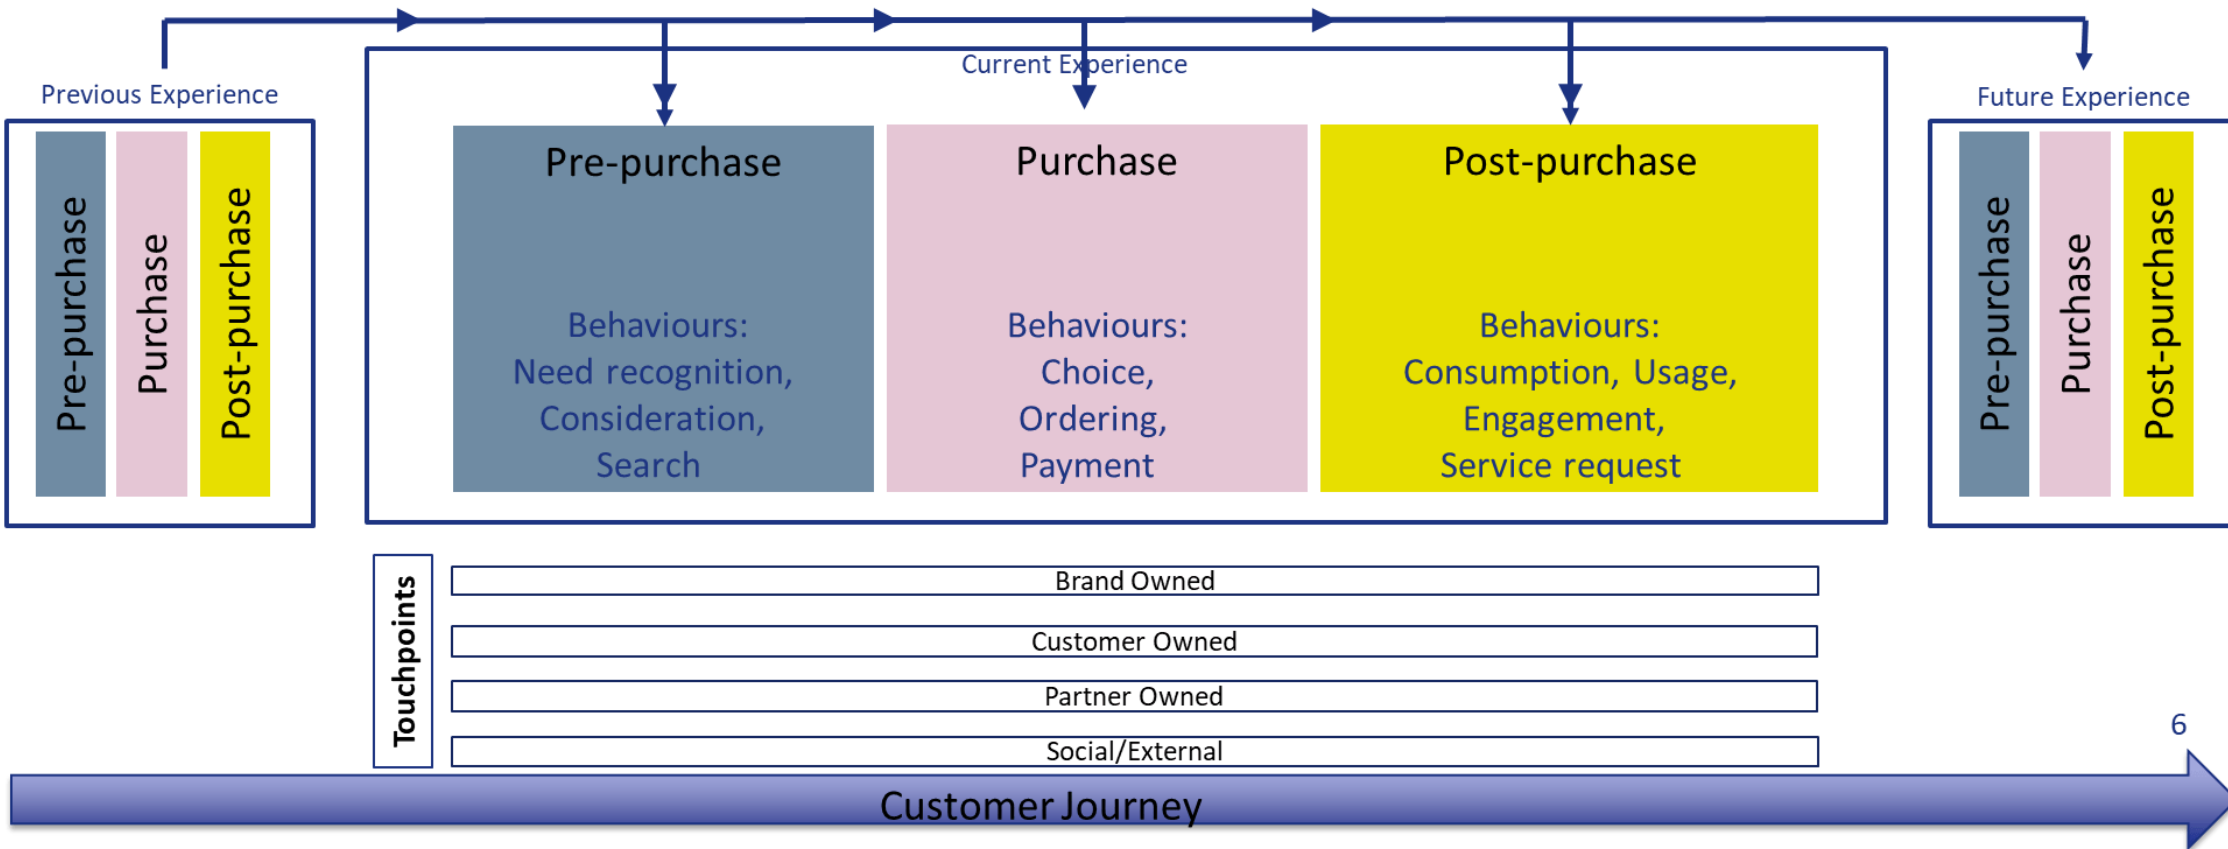 Previous Experience
Pre-purchase
Purchase
Post-purchase
Current Experience
Pre-purchase
Behaviours:
Need recognition,
Consideration,
Search
Purchase
Behaviours:
Choice,
Ordering,
Payment
Post-purchase
Behaviours:
Consumption, Usage,
Engagement,
Service request
Future Experience
Pre-purchase
Purchase
Post-purchase
Touchpoints
Brand Owned
Customer Owned
Partner Owned
Social/External
6
Customer Journey